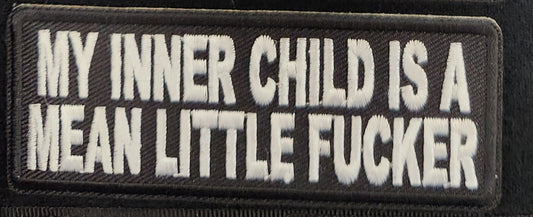 MY INNER CHILD IS A
MEAN LITTLE FUCKER